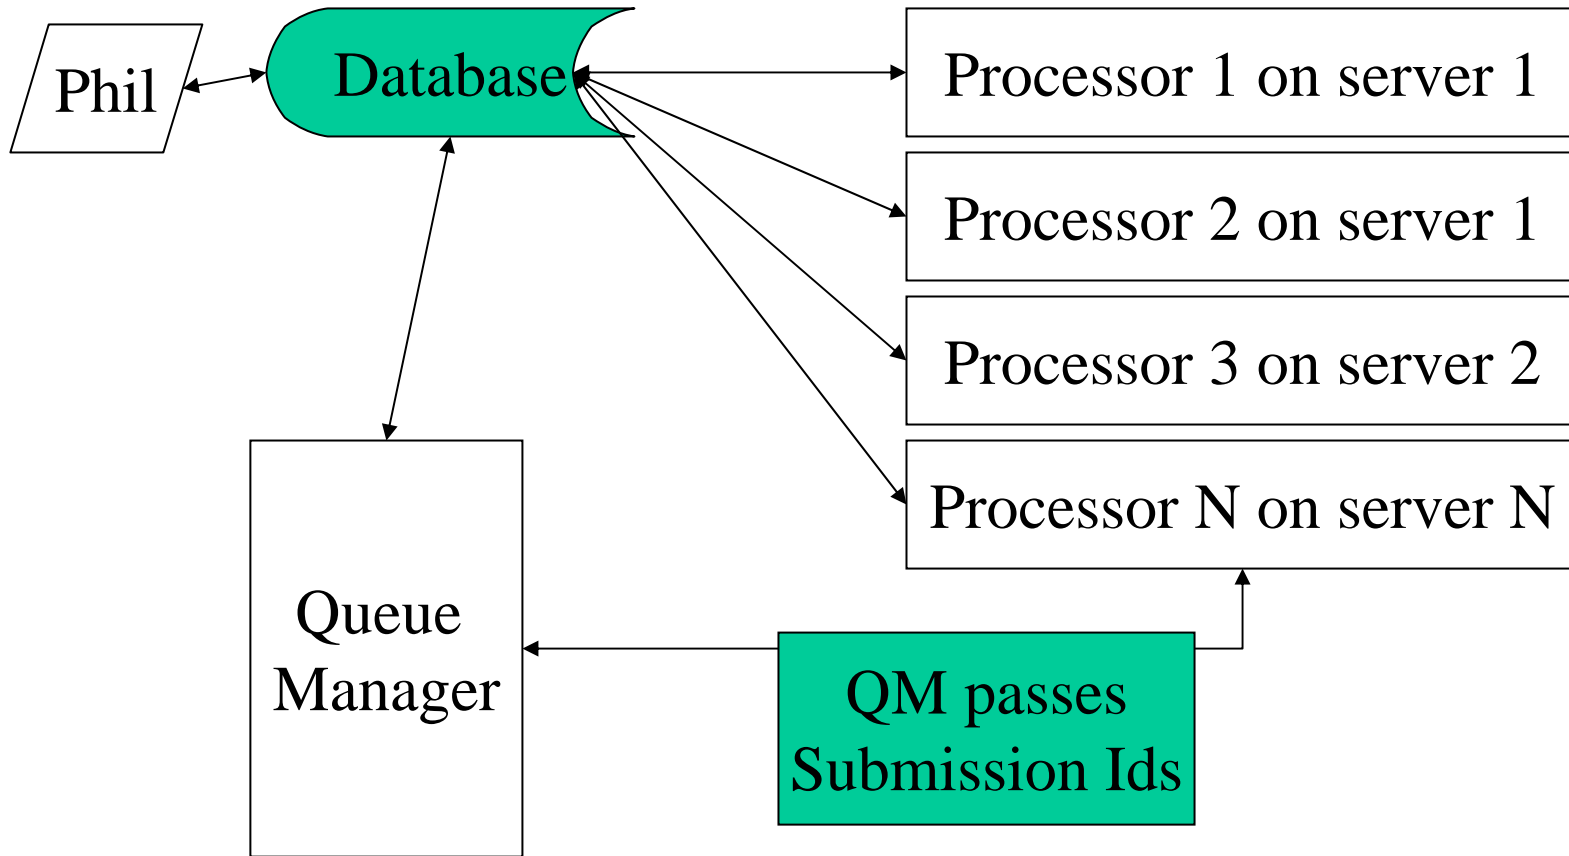 Phil
Database
Processor 1 on server 1
Processor 2 on server 1
Processor 3 on server 2
Processor N on server N
Queue
Manager
QM passes
Submission Ids